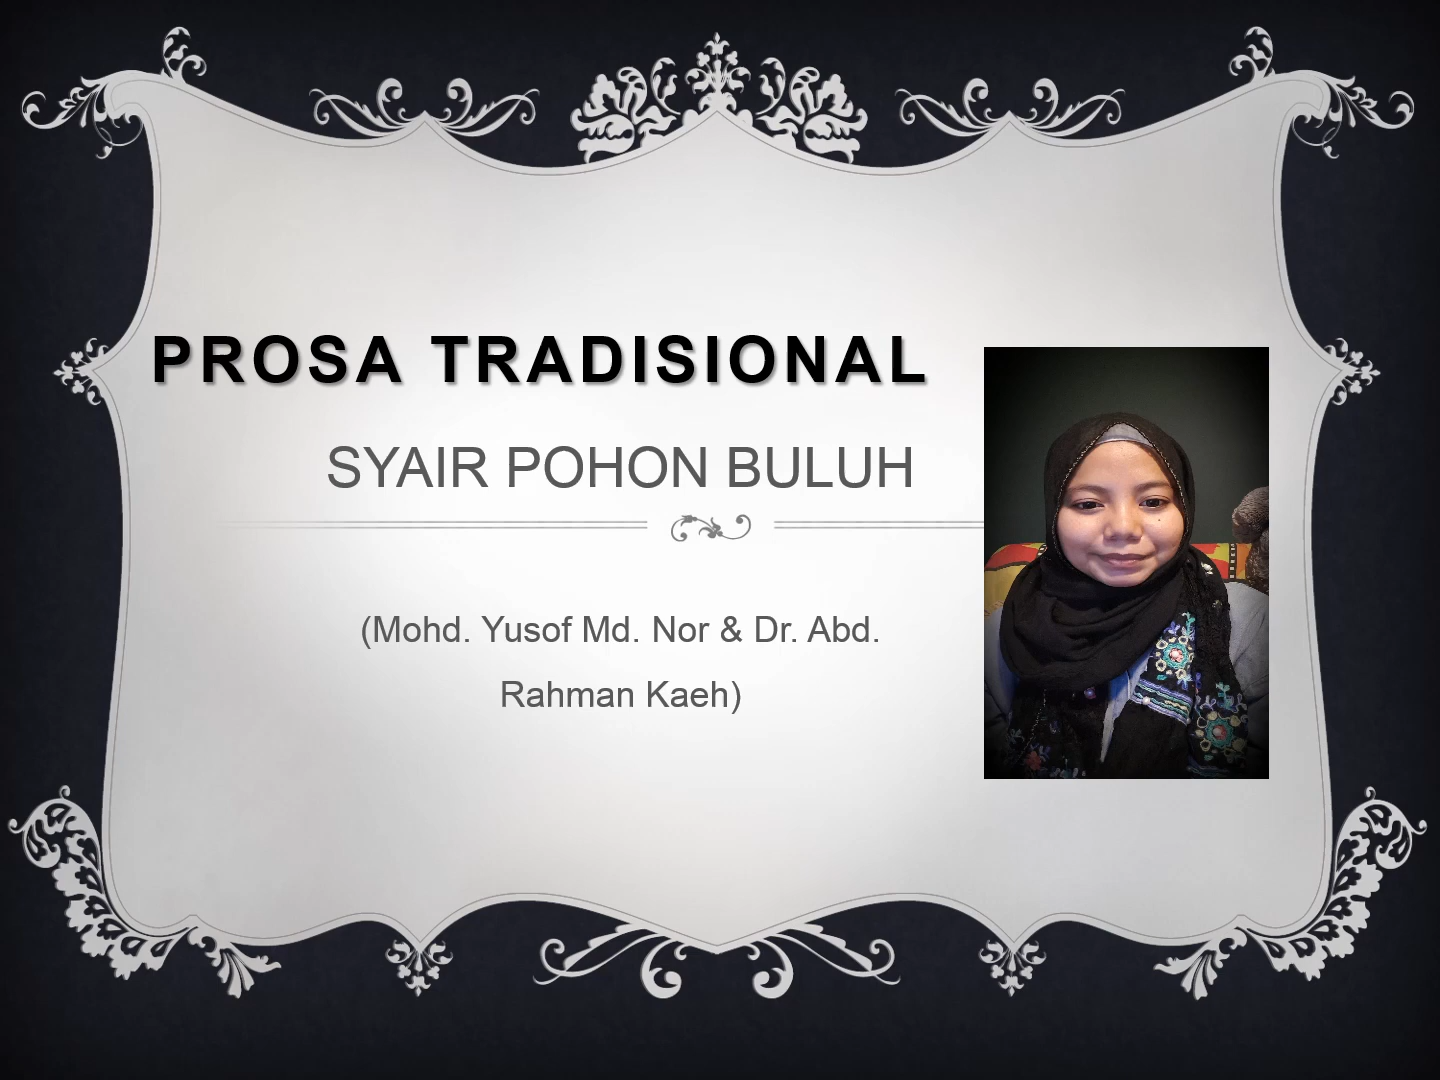 PROSA TRADISIONAL
SYAIR POHON BULUH
(Mohd. Yusof Md. Nor & Dr. Abd.
Rahman Kaeh)